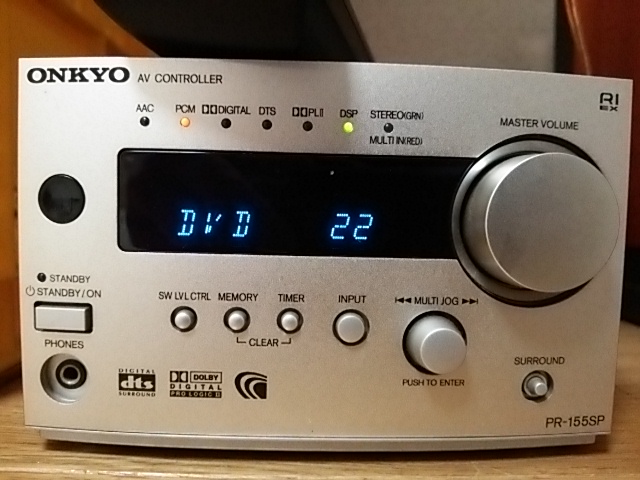 ONKYO AV CONTROLLER
RI
EX
AAC PCM DIGITAL DTS PLII DSP STEREO(GRN)
MULTI IN(RED)
MASTER VOLUME
DVD 22
STANDBY
STANDBY/ON
SW LVL CTRL MEMORY TIMER INPUT MULTI JOG
CLEAR
PHONES
PUSH TO ENTER
SURROUND
DIGITAL
dts
SURROUND
DOLBY
DIGITAL
PRO LOGIC II
PR-155SP